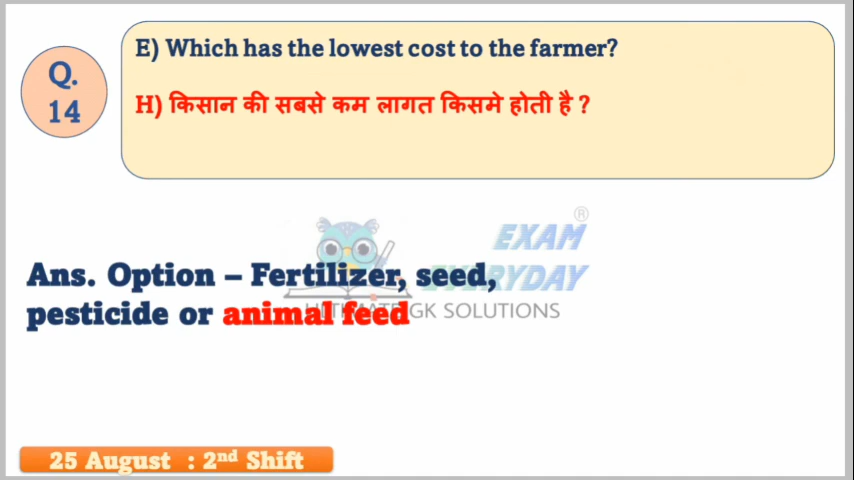 Q.
14
E) Which has the lowest cost to the farmer?
H) किसान की सबसे कम लागत किसमे होती है ?
®
EXAM
EVERYDAY
ULTIMATE GK SOLUTIONS
Ans. Option – Fertilizer, seed,
pesticide or animal feed
25 August : 2nd Shift